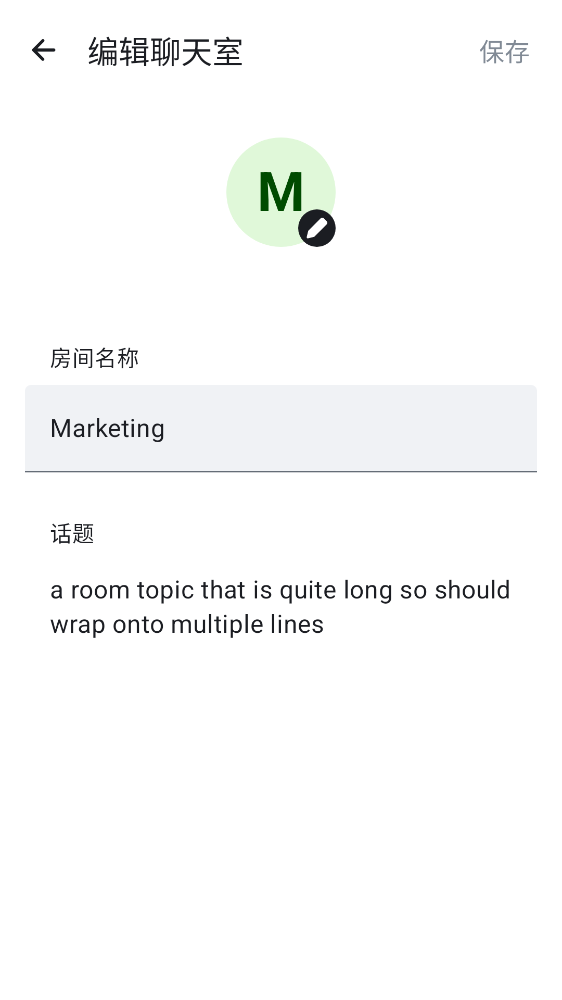 编辑聊天室
保存
M
房间名称
Marketing
话题
a room topic that is quite long so should
wrap onto multiple lines